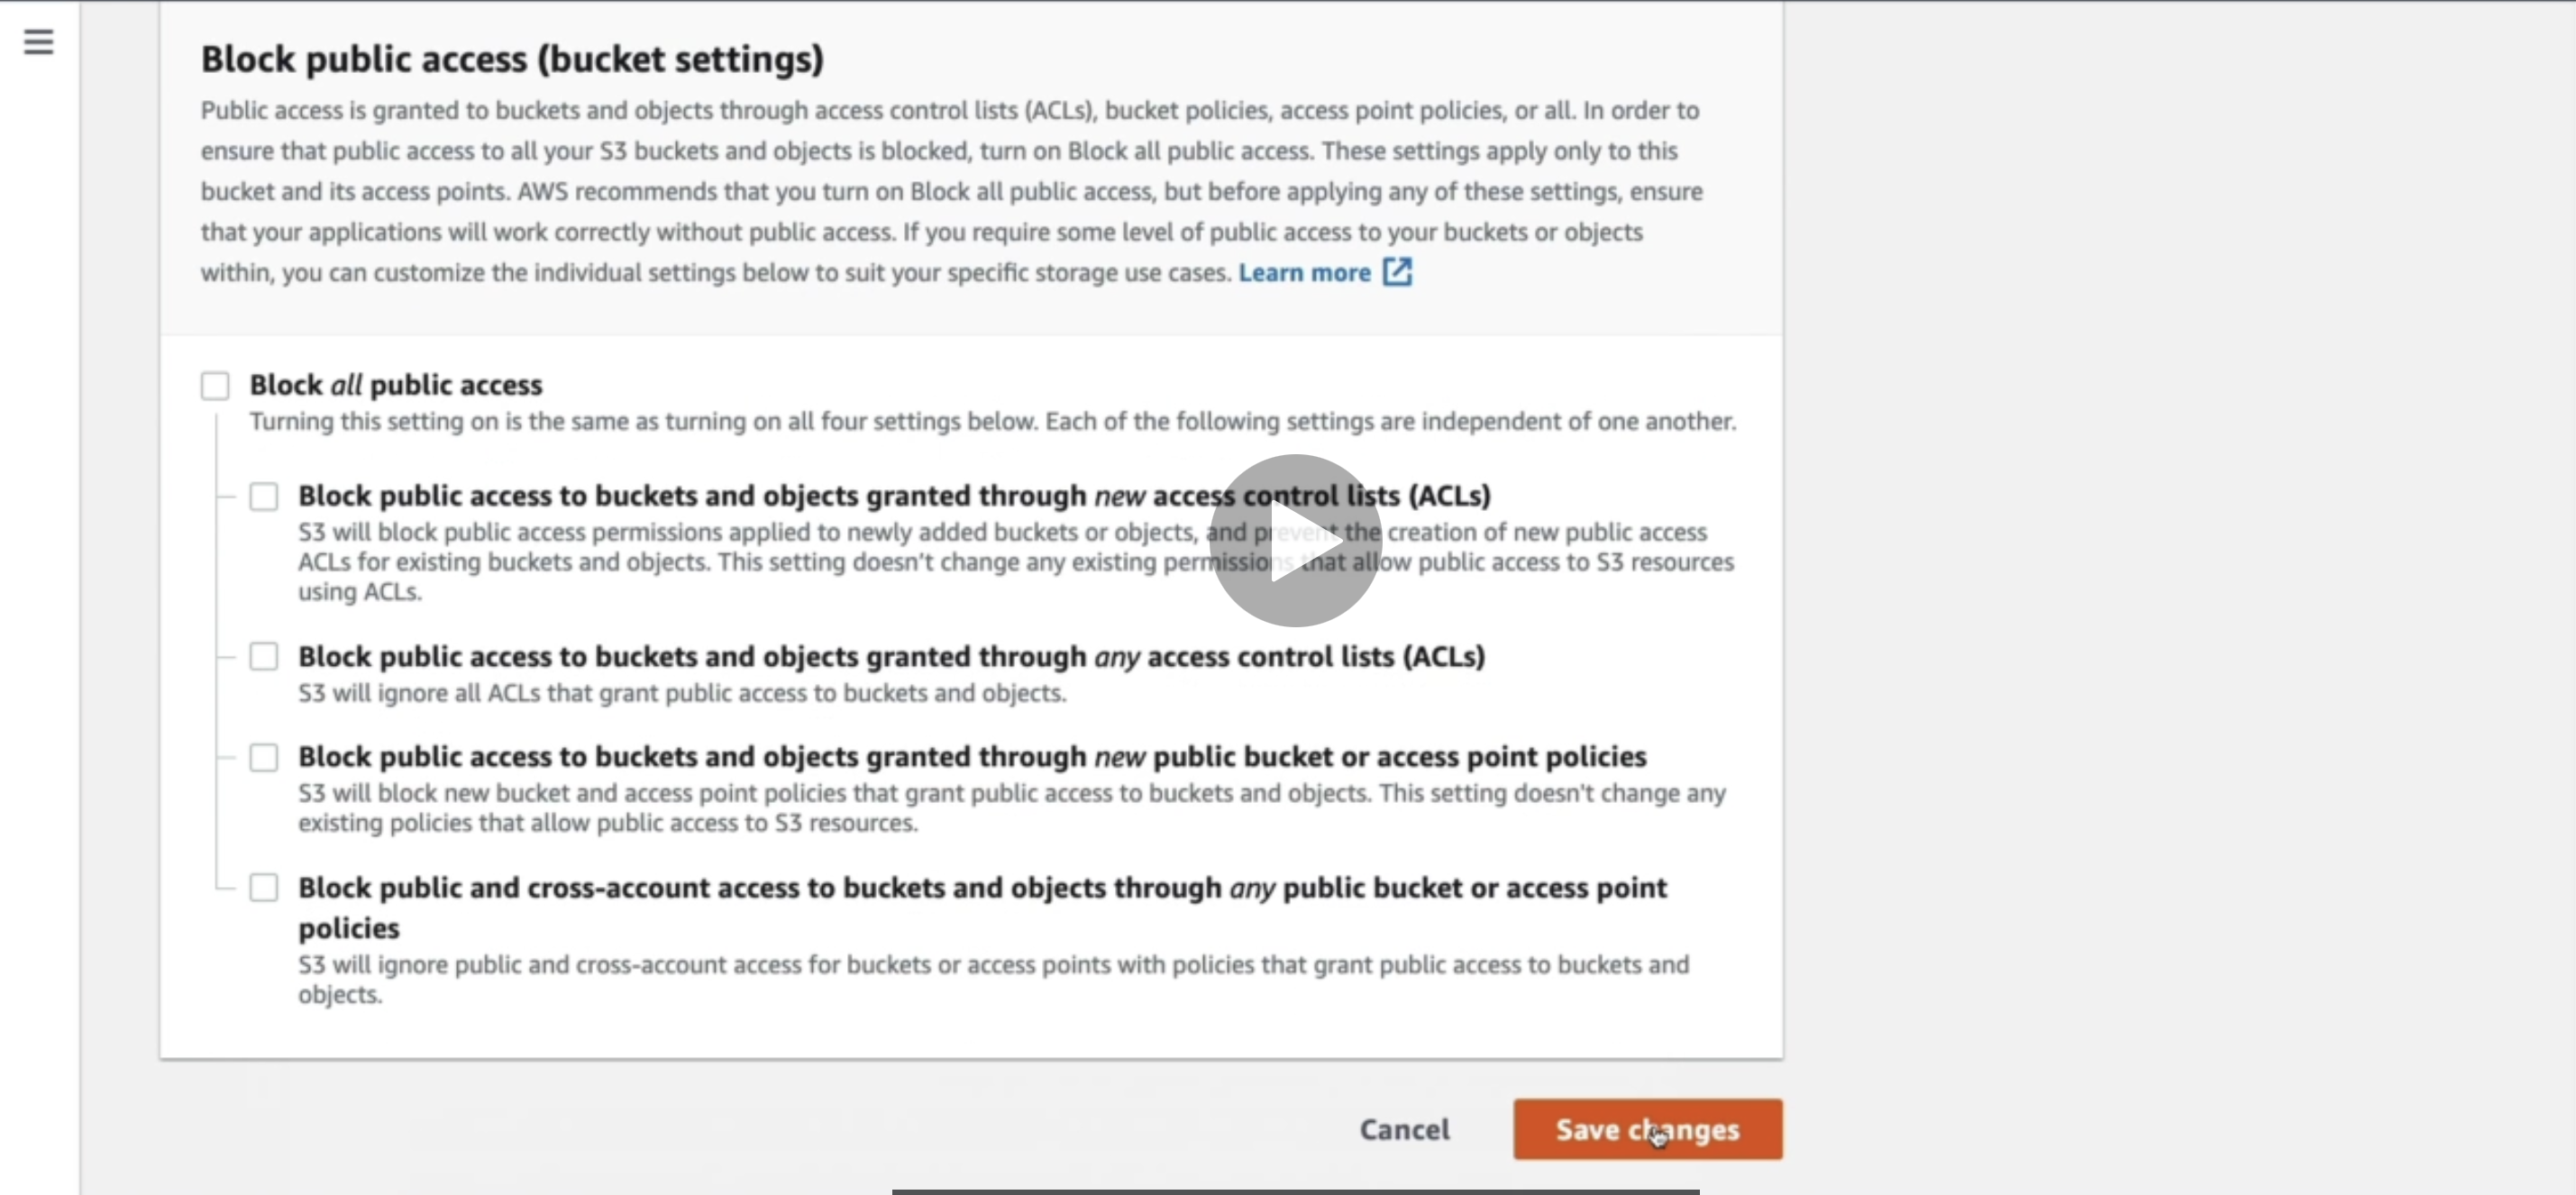 Block public access (bucket settings)
Public access is granted to buckets and objects through access control lists (ACLs), bucket policies, access point policies, or all. In order to
ensure that public access to all your S3 buckets and objects is blocked, turn on Block all public access. These settings apply only to this
bucket and its access points. AWS recommends that you turn on Block all public access, but before applying any of these settings, ensure
that your applications will work correctly without public access. If you require some level of public access to your buckets or objects
within, you can customize the individual settings below to suit your specific storage use cases. Learn more
Block all public access
Turning this setting on is the same as turning on all four settings below. Each of the following settings are independent of one another.
Block public access to buckets and objects granted through new access control lists (ACLs)
S3 will block public access permissions applied to newly added buckets or objects, and prevent the creation of new public access
ACLs for existing buckets and objects. This setting doesn't change any existing permissions that allow public access to S3 resources
using ACLs.
Block public access to buckets and objects granted through any access control lists (ACLs)
S3 will ignore all ACLs that grant public access to buckets and objects.
Block public access to buckets and objects granted through new public bucket or access point policies
S3 will block new bucket and access point policies that grant public access to buckets and objects. This setting doesn't change any
existing policies that allow public access to S3 resources.
Block public and cross-account access to buckets and objects through any public bucket or access point
policies
S3 will ignore public and cross-account access for buckets or access points with policies that grant public access to buckets and
objects.
Cancel
Save changes